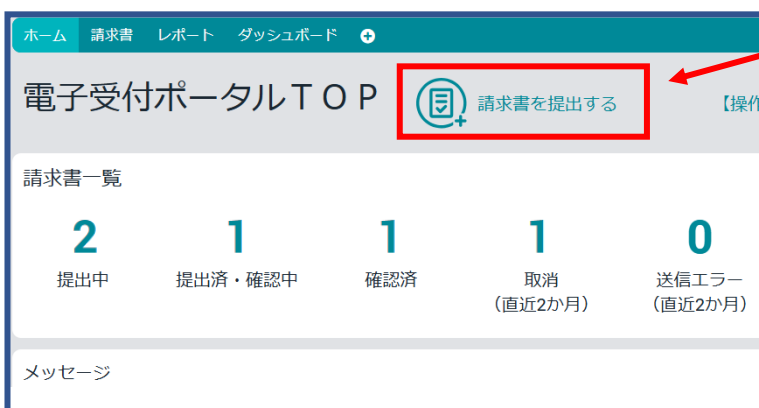 ホーム 請求書 レポート ダッシュボード
電子受付ポータルＴＯＰ 請求書を提出する 【操作
請求書一覧
2 1 1 1 0
提出中 提出済・確認中 確認済 取消 送信エラー
（直近2か月） （直近2か月）
メッセージ